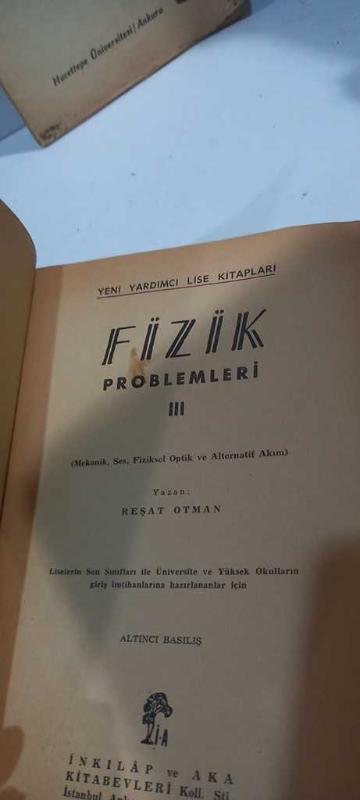 Hacettepe Üniversitesi / Ankara
YENİ YARDIMCI LİSE KİTAPLARI
FİZİK
PROBLEMLERİ
III
(Mekanik, Ses, Fiziksel Optik ve Alternatif Akım)
Yazan:
REŞAT OTMAN
Liselerin Son Sınıfları ile Üniversite ve Yüksek Okulların
giriş imtihanlarına hazırlananlar için
ALTINCI BASILIŞ
İ-A
İNKILÂP ve AKA
KİTABEVLERİ Koll. Şti.
İstanbul